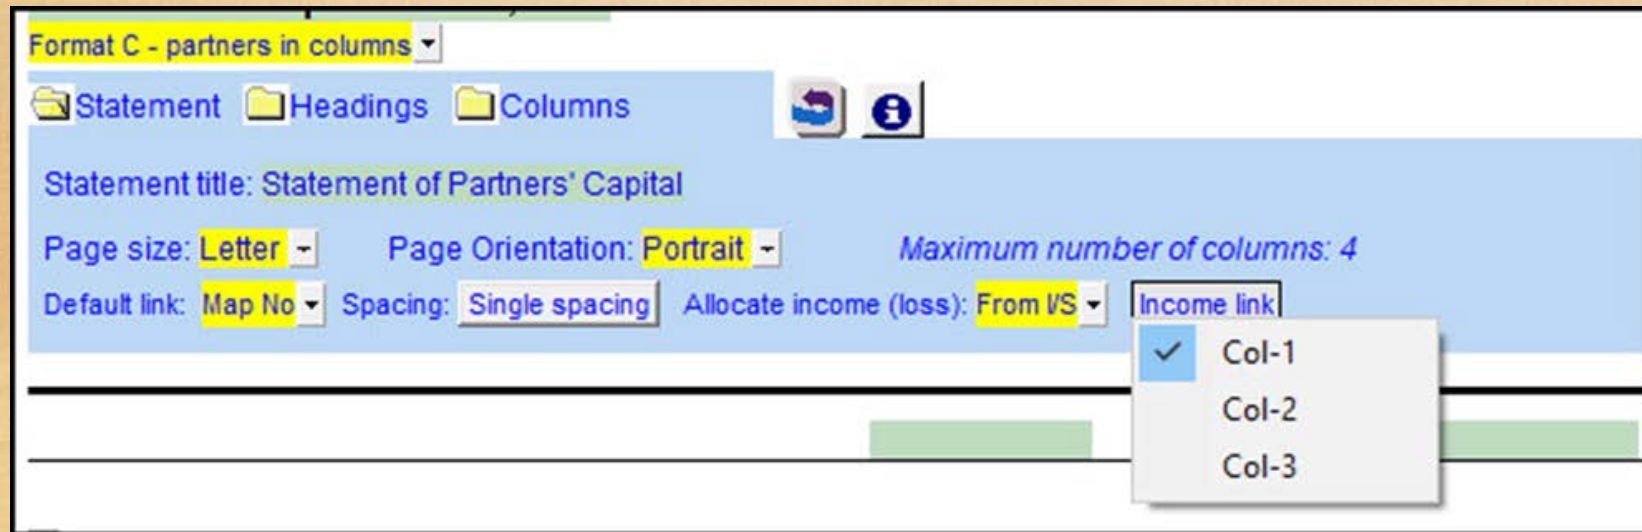 Format C - partners in columns
Statement Headings Columns
Statement title: Statement of Partners' Capital
Page size: Letter Page Orientation: Portrait Maximum number of columns: 4
Default link: Map No Spacing: Single spacing Allocate income (loss): From I/S Income link
Col-1
Col-2
Col-3